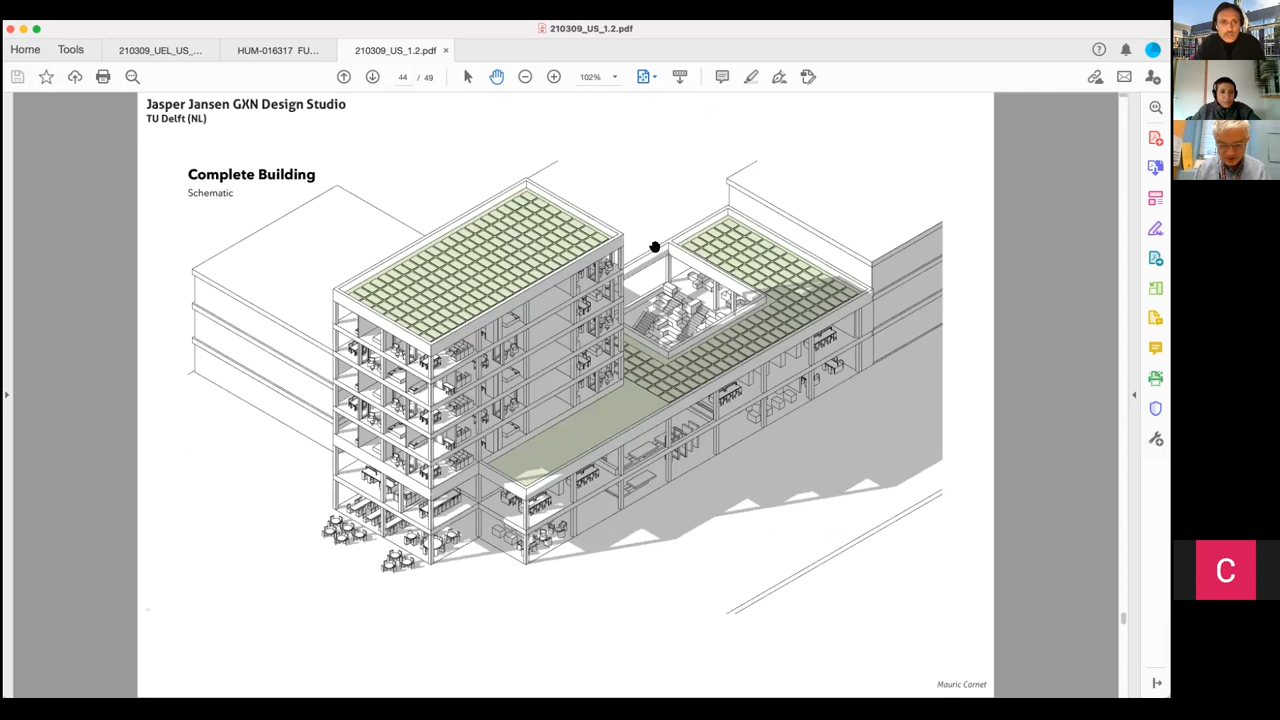 210309_US_1.2.pdf
Home
Tools
210309_UEL_US_...
HUM-016317 FU...
210309_US_1.2.pdf
44 / 49
102%
Jasper Jansen GXN Design Studio
TU Delft (NL)
Complete Building
Schematic
C
Mauric Cornet